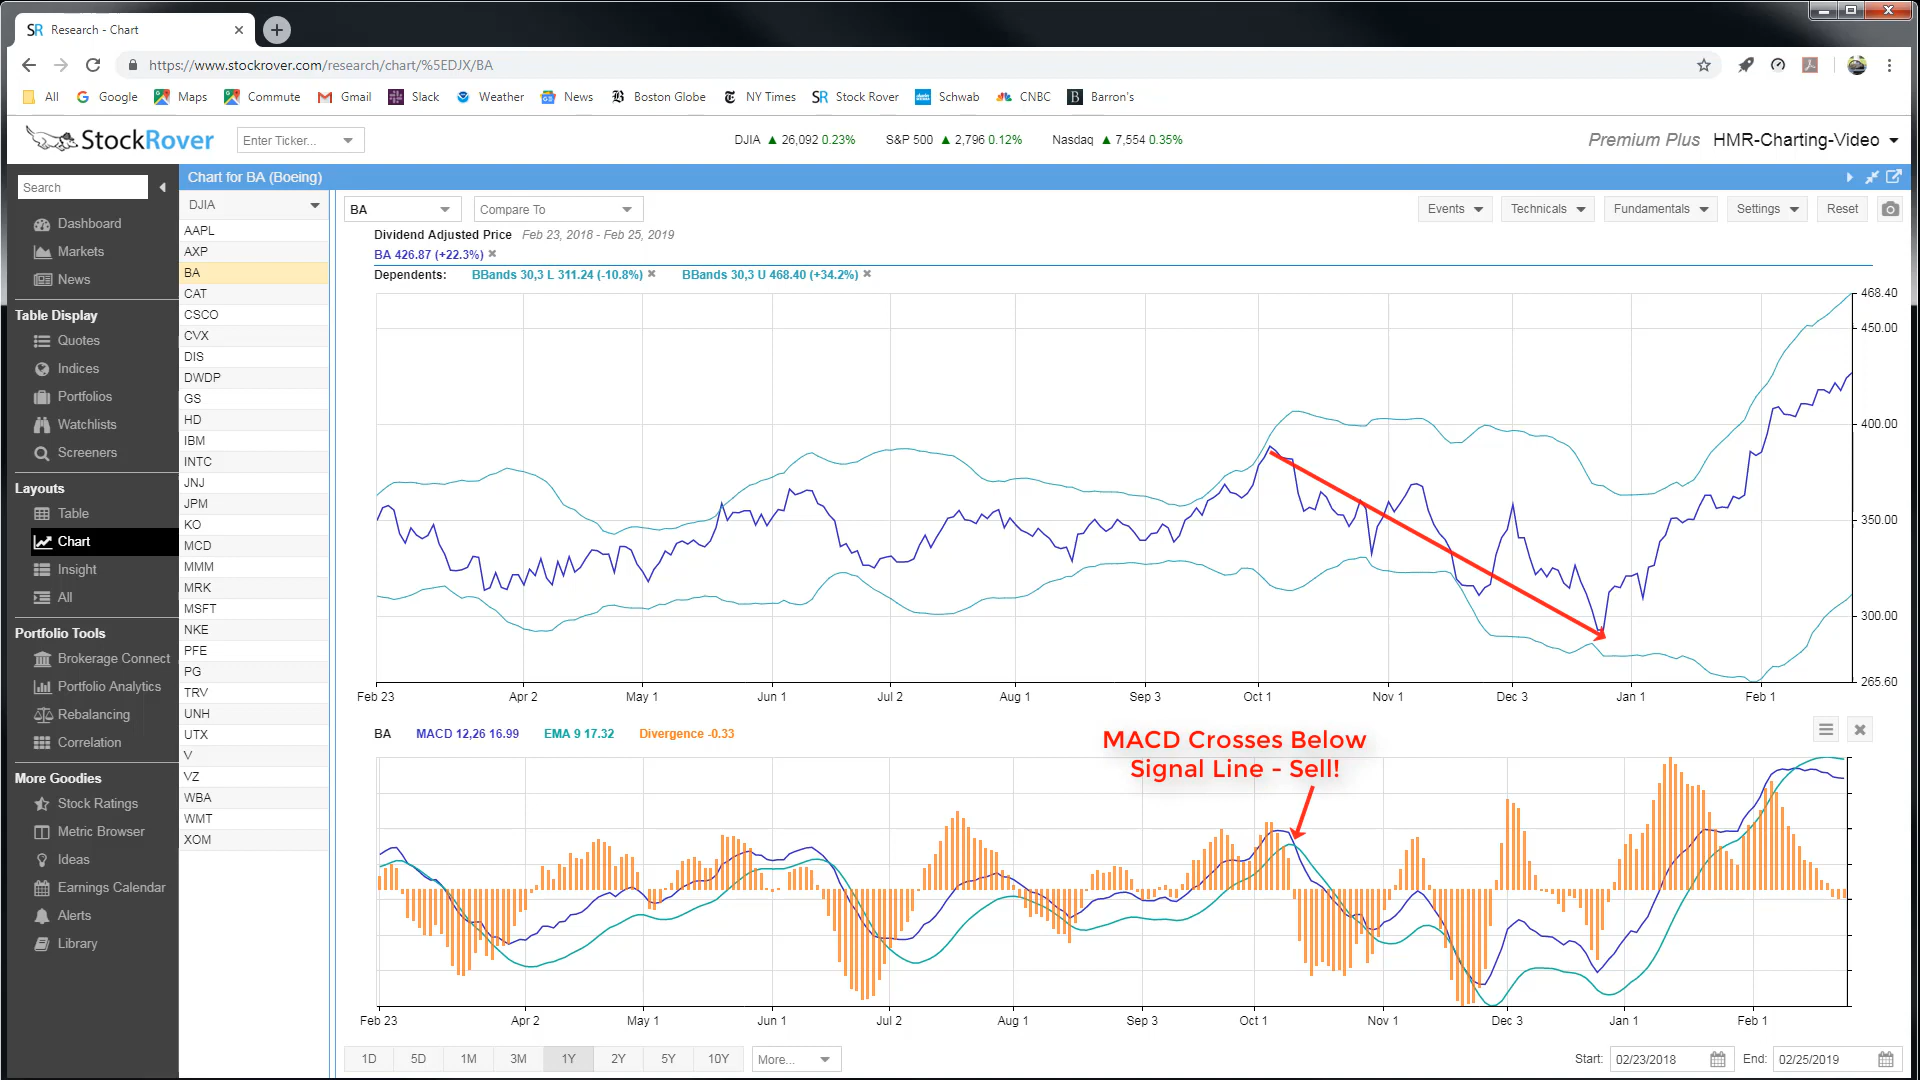 SR Research - Chart
https://www.stockrover.com/research/chart/%5EDJX/BA
All Google Maps Commute Gmail Slack Weather News Boston Globe NY Times SR Stock Rover Schwab CNBC B Barron's
StockRover Enter Ticker... DJIA ▲ 26,092 0.23% S&P 500 ▲ 2,796 0.12% Nasdaq ▲ 7,554 0.35% Premium Plus HMR-Charting-Video
Search
Dashboard
Markets
News
Table Display
Quotes
Indices
Portfolios
Watchlists
Screeners
Layouts
Table
Chart
Insight
All
Portfolio Tools
Brokerage Connect
Portfolio Analytics
Rebalancing
Correlation
More Goodies
Stock Ratings
Metric Browser
Ideas
Earnings Calendar
Alerts
Library
Chart for BA (Boeing)
DJIA
AAPL
AXP
BA
CAT
CSCO
CVX
DIS
DWDP
GS
HD
IBM
INTC
JNJ
JPM
KO
MCD
MMM
MRK
MSFT
NKE
PFE
PG
TRV
UNH
UTX
V
VZ
WBA
WMT
XOM
BA Compare To Events Technicals Fundamentals Settings Reset
Dividend Adjusted Price Feb 23, 2018 - Feb 25, 2019
BA 426.87 (+22.3%)
Dependents: BBands 30,3 L 311.24 (-10.8%) BBands 30,3 U 468.40 (+34.2%)
468.40
450.00
400.00
350.00
300.00
265.60
Feb 23 Apr 2 May 1 Jun 1 Jul 2 Aug 1 Sep 3 Oct 1 Nov 1 Dec 3 Jan 1 Feb 1
BA MACD 12,26 16.99 EMA 9 17.32 Divergence -0.33
MACD Crosses Below
Signal Line - Sell!
Feb 23 Apr 2 May 1 Jun 1 Jul 2 Aug 1 Sep 3 Oct 1 Nov 1 Dec 3 Jan 1 Feb 1
1D 5D 1M 3M 1Y 2Y 5Y 10Y More... Start: 02/23/2018 End: 02/25/2019